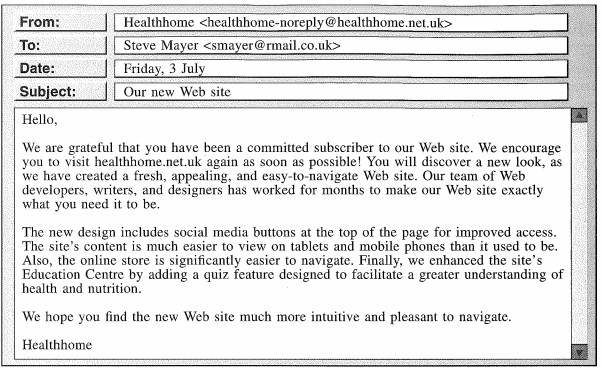 From: Healthhome <healthhome-noreply@healthhome.net.uk>
To: Steve Mayer <smayer@rmail.co.uk>
Date: Friday, 3 July
Subject: Our new Web site
Hello,
We are grateful that you have been a committed subscriber to our Web site. We encourage
you to visit healthhome.net.uk again as soon as possible! You will discover a new look, as
we have created a fresh, appealing, and easy-to-navigate Web site. Our team of Web
developers, writers, and designers has worked for months to make our Web site exactly
what you need it to be.
The new design includes social media buttons at the top of the page for improved access.
The site's content is much easier to view on tablets and mobile phones than it used to be.
Also, the online store is significantly easier to navigate. Finally, we enhanced the site's
Education Centre by adding a quiz feature designed to facilitate a greater understanding of
health and nutrition.
We hope you find the new Web site much more intuitive and pleasant to navigate.
Healthhome